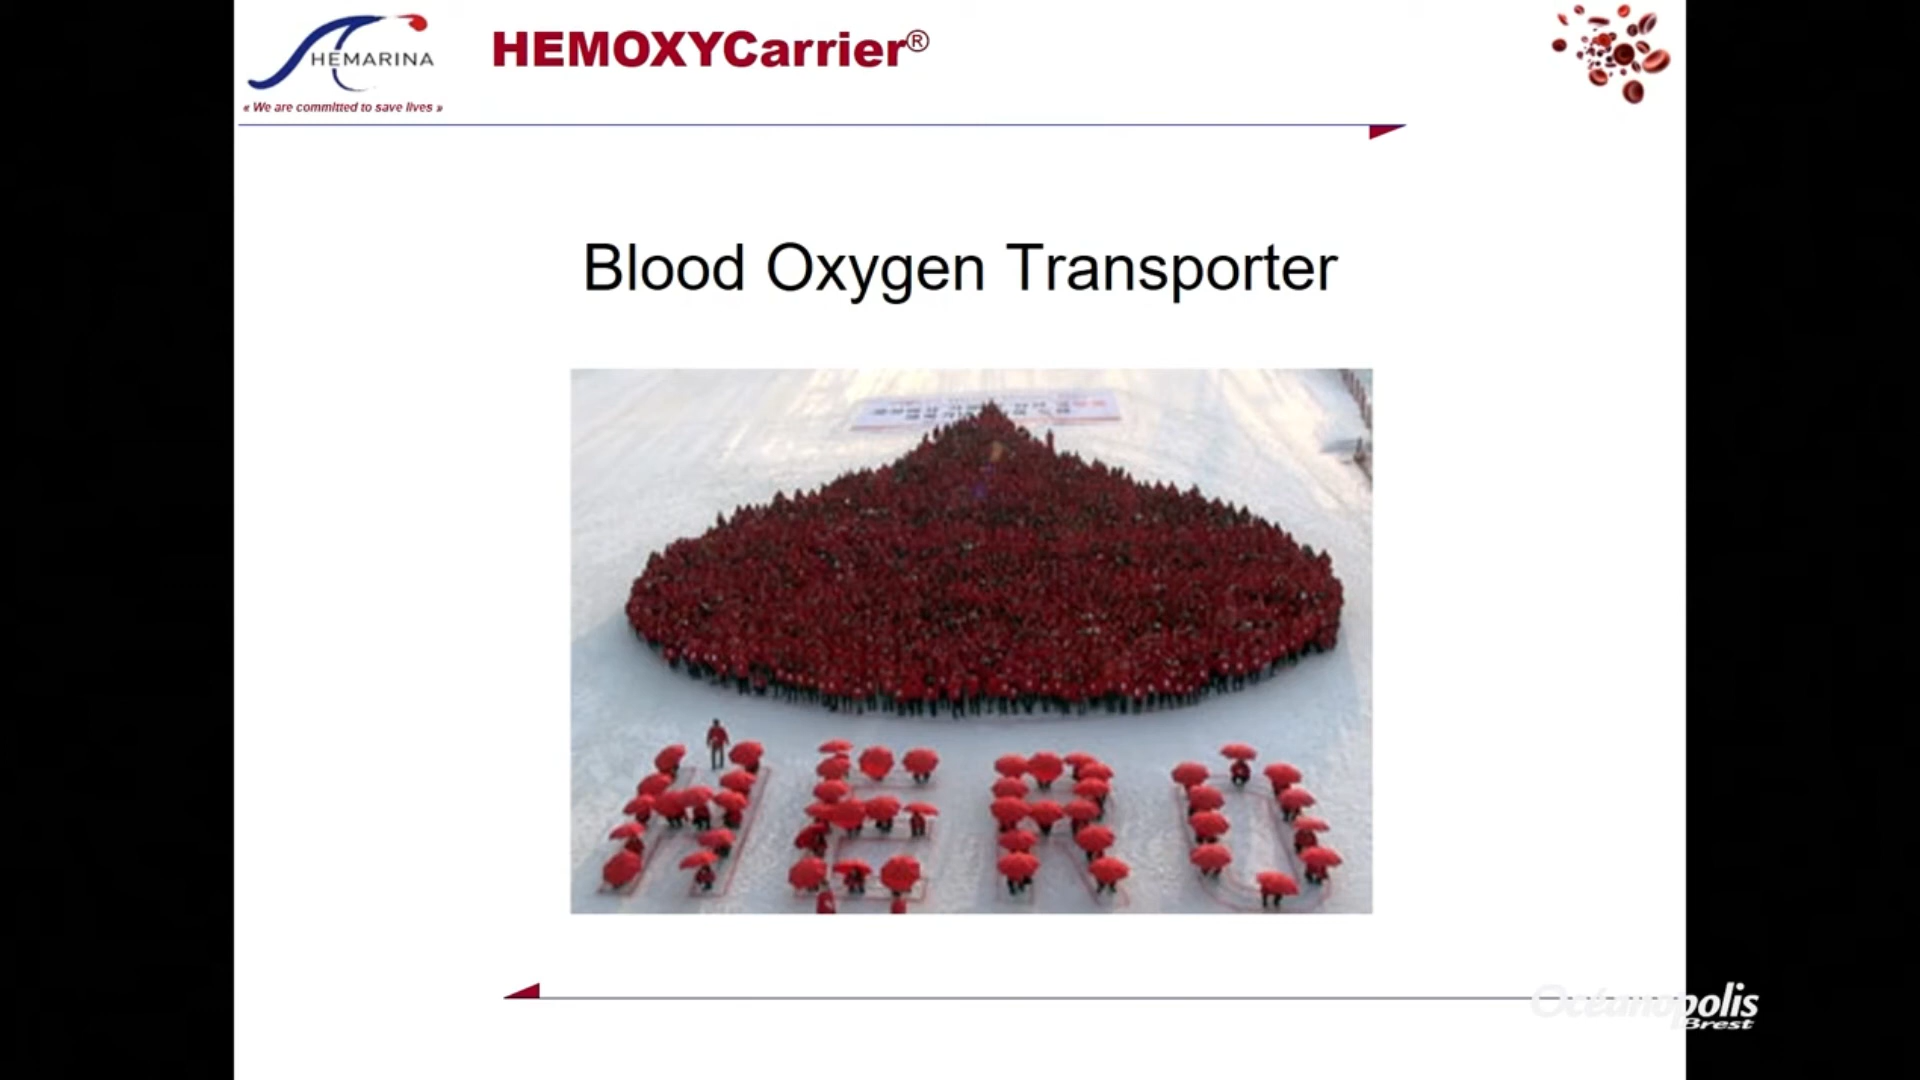 HEMARINA
« We are committed to save lives »
HEMOXYCarrier®
Blood Oxygen Transporter
HERO
Océanopolis
Brest